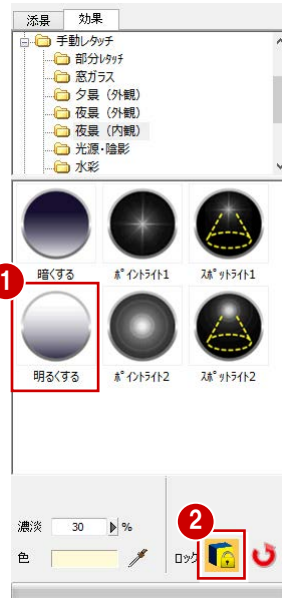 添景 効果
手動レタッチ
部分レタッチ
窓ガラス
夕景（外観）
夜景（外観）
夜景（内観）
光源・陰影
水彩
暗くする ﾎﾟｲﾝﾄﾗｲﾄ1 ｽﾎﾟｯﾄﾗｲﾄ1
1
明るくする ﾎﾟｲﾝﾄﾗｲﾄ2 ｽﾎﾟｯﾄﾗｲﾄ2
2
濃淡 30 %
色 ロック